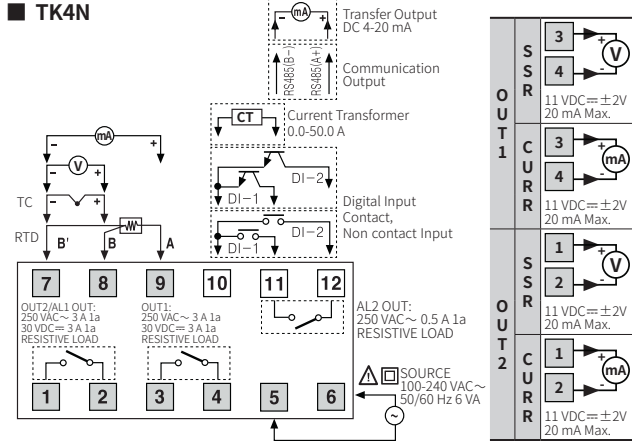 ■ TK4N
mA
Transfer Output
DC 4-20 mA
RS485(B-)
RS485(A+)
Communication
Output
CT
Current Transformer
0.0-50.0 A
DI-2
DI-1
Digital Input
Contact,
Non contact Input
DI-2
DI-1
mA
V
TC
RTD
B'
B
A
7
8
9
10
11
12
OUT2/AL1 OUT:
250 VAC~ 3 A 1a
30 VDC⎓ 3 A 1a
RESISTIVE LOAD
OUT1:
250 VAC~ 3 A 1a
30 VDC⎓ 3 A 1a
RESISTIVE LOAD
AL2 OUT:
250 VAC~ 0.5 A 1a
RESISTIVE LOAD
1
2
3
4
5
6
SOURCE
100-240 VAC~
50/60 Hz 6 VA
OUT1
SSR
3
4
V
11 VDC⎓±2V
20 mA Max.
CURR
3
4
mA
11 VDC⎓±2V
20 mA Max.
OUT2
SSR
1
2
V
11 VDC⎓±2V
20 mA Max.
CURR
1
2
mA
11 VDC⎓±2V
20 mA Max.